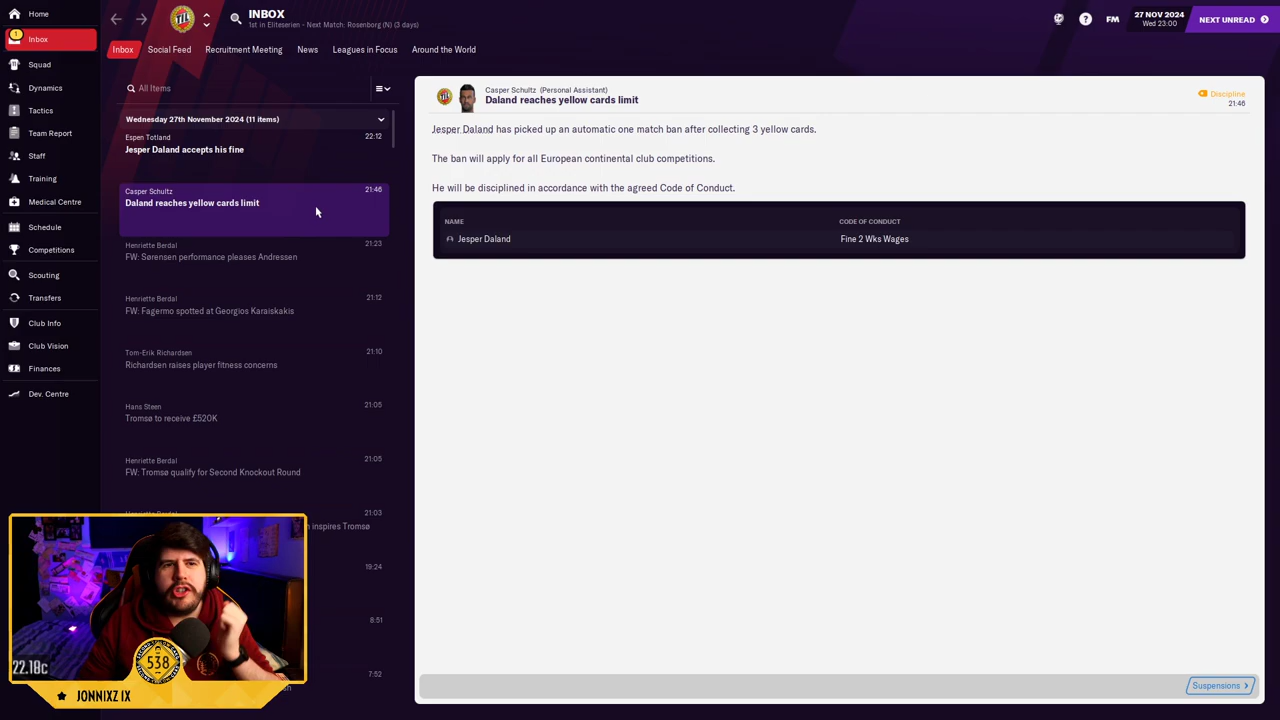 Home
Inbox
1
Squad
Dynamics
Tactics
Team Report
Staff
Training
Medical Centre
Schedule
Competitions
Scouting
Transfers
Club Info
Club Vision
Finances
Dev. Centre
TIL
INBOX
1st in Eliteserien - Next Match: Rosenborg (N) (3 days)
?
FM
27 NOV 2024
Wed 23:00
NEXT UNREAD
Inbox
Social Feed
Recruitment Meeting
News
Leagues in Focus
Around the World
All Items
Wednesday 27th November 2024 (11 items)
Espen Totland
22:12
Jesper Daland accepts his fine
Casper Schultz
21:46
Daland reaches yellow cards limit
Henriette Berdal
21:23
FW: Sørensen performance pleases Andressen
Henriette Berdal
21:12
FW: Fagermo spotted at Georgios Karaiskakis
Tom-Erik Richardsen
21:10
Richardsen raises player fitness concerns
Hans Steen
21:05
Tromsø to receive £520K
Henriette Berdal
21:05
FW: Tromsø qualify for Second Knockout Round
Henriette Berdal
21:03
inspires Tromsø
19:24
8:51
7:52
Casper Schultz (Personal Assistant)
Daland reaches yellow cards limit
Discipline
21:46
Jesper Daland has picked up an automatic one match ban after collecting 3 yellow cards.
The ban will apply for all European continental club competitions.
He will be disciplined in accordance with the agreed Code of Conduct.
NAME
CODE OF CONDUCT
Jesper Daland
Fine 2 Wks Wages
Suspensions
22.18c
538
JONNIXZ IX